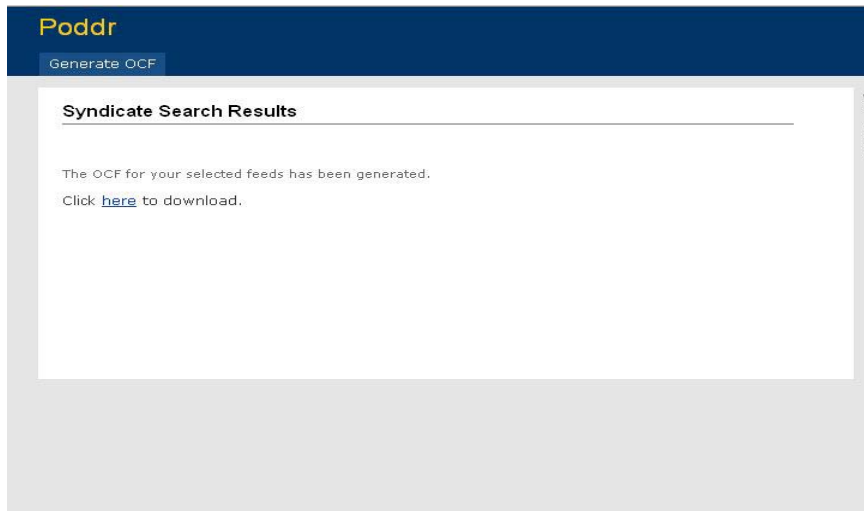 Poddr
Generate OCF
Syndicate Search Results
The OCF for your selected feeds has been generated.
Click here to download.